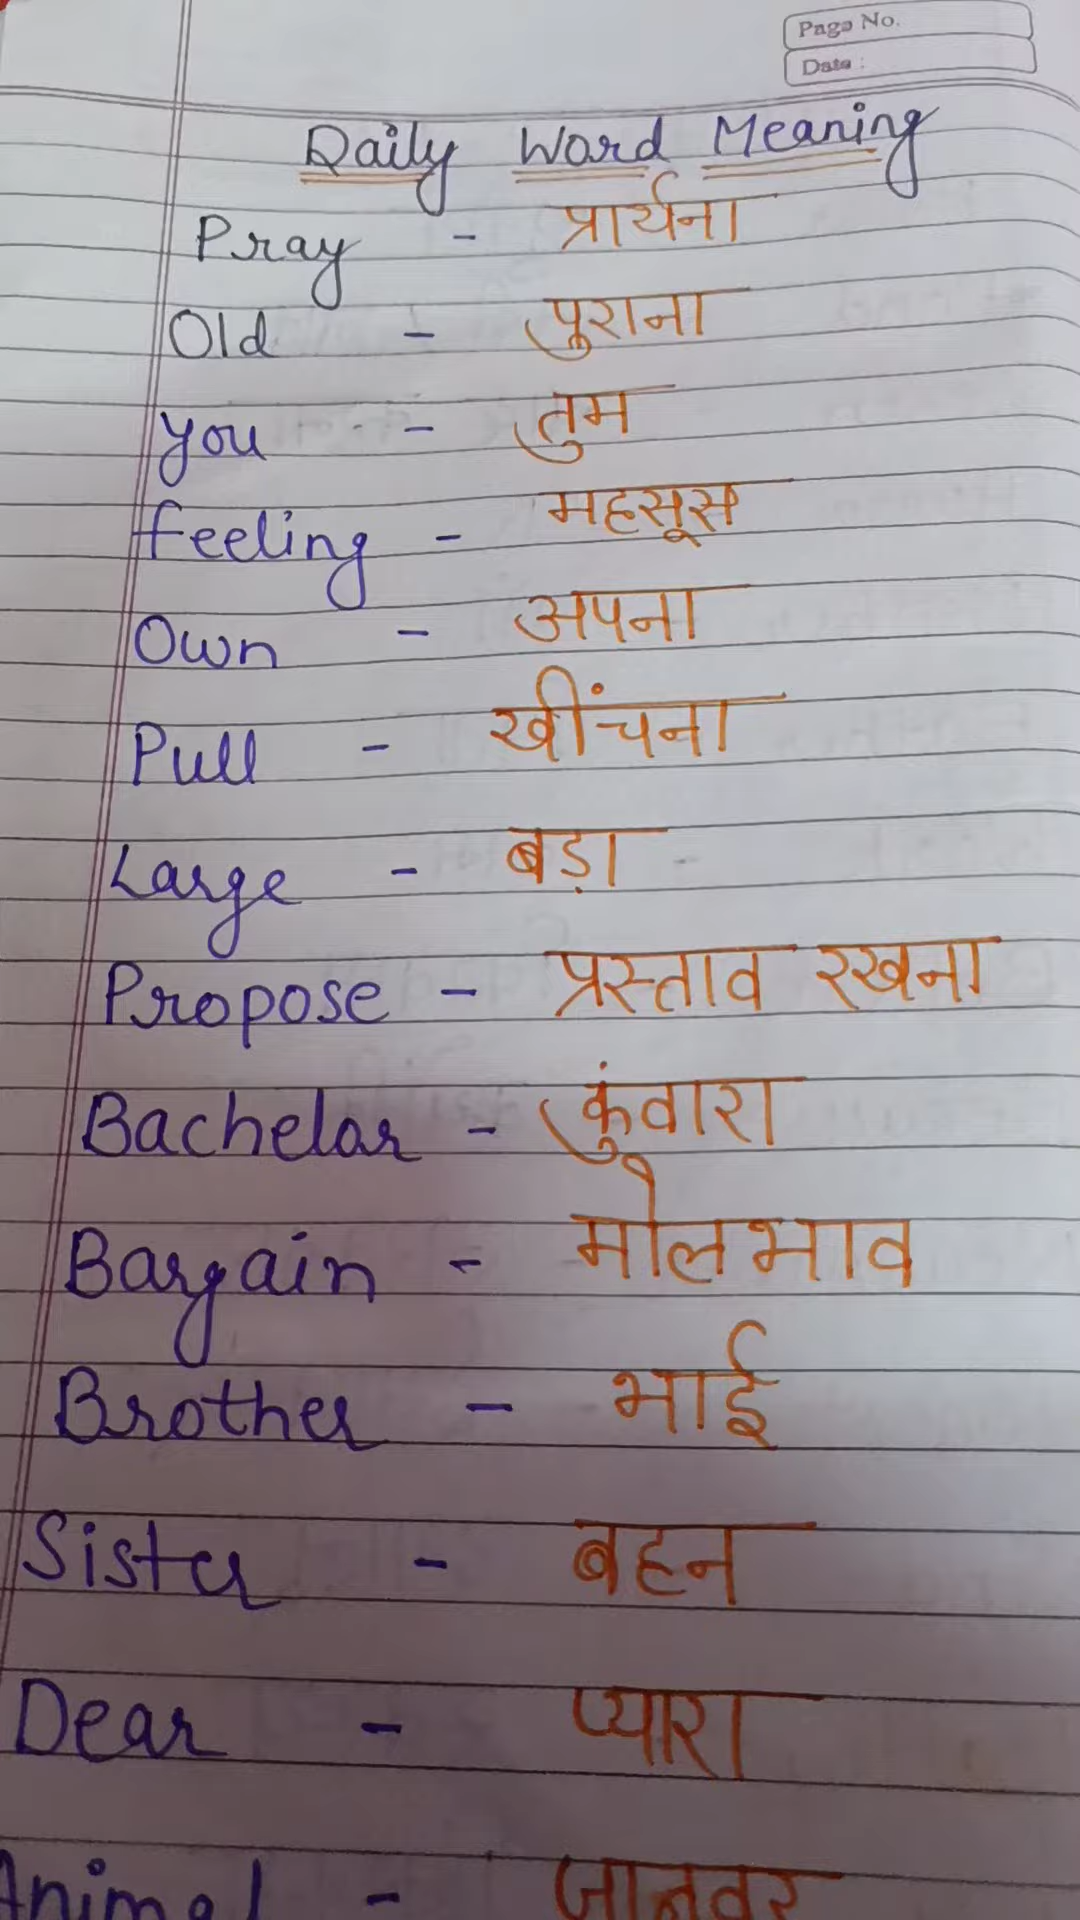 Page No.
Date :
Daily Word Meaning
Pray - प्रार्थना
Old - पुराना
You - तुम
feeling - महसूस
Own - अपना
Pull - खींचना
Large - बड़ा
Propose - प्रस्ताव रखना
Bachelor - कुंवारा
Bargain - मोलभाव
Brother - भाई
Sister - बहन
Dear - प्यारा
Animal - जानवर